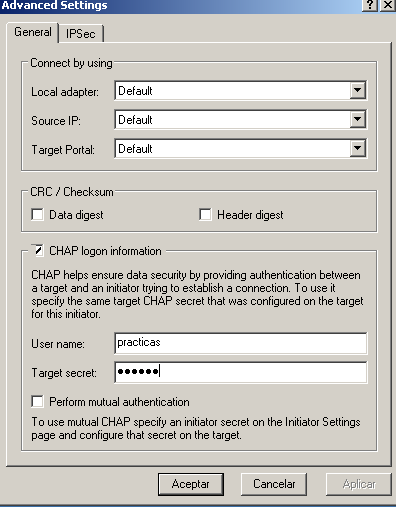 Advanced Settings
General
IPSec
Connect by using
Local adapter:
Default
Source IP:
Default
Target Portal:
Default
CRC / Checksum
Data digest
Header digest
CHAP logon information
CHAP helps ensure data security by providing authentication between
a target and an initiator trying to establish a connection. To use it
specify the same target CHAP secret that was configured on the target
for this initiator.
User name:
practicas
Target secret:
●●●●●●
Perform mutual authentication
To use mutual CHAP specify an initiator secret on the Initiator Settings
page and configure that secret on the target.
Aceptar
Cancelar
Aplicar